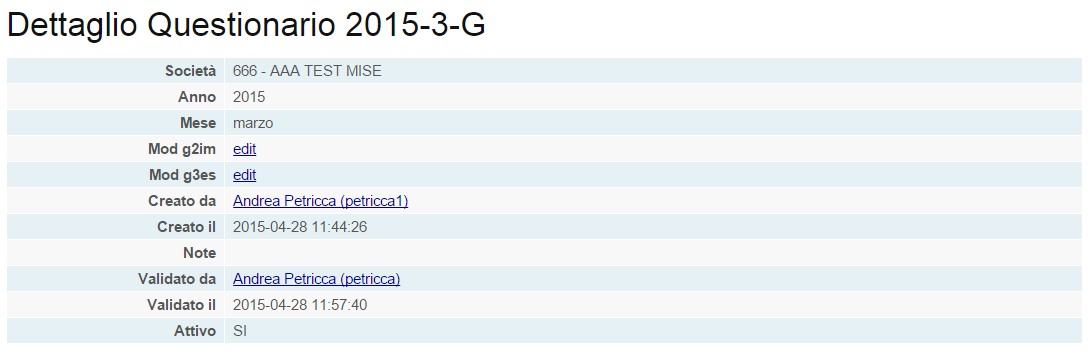 Dettaglio Questionario 2015-3-G
Società 666 - AAA TEST MISE
Anno 2015
Mese marzo
Mod g2im edit
Mod g3es edit
Creato da Andrea Petricca (petricca1)
Creato il 2015-04-28 11:44:26
Note
Validato da Andrea Petricca (petricca)
Validato il 2015-04-28 11:57:40
Attivo SI